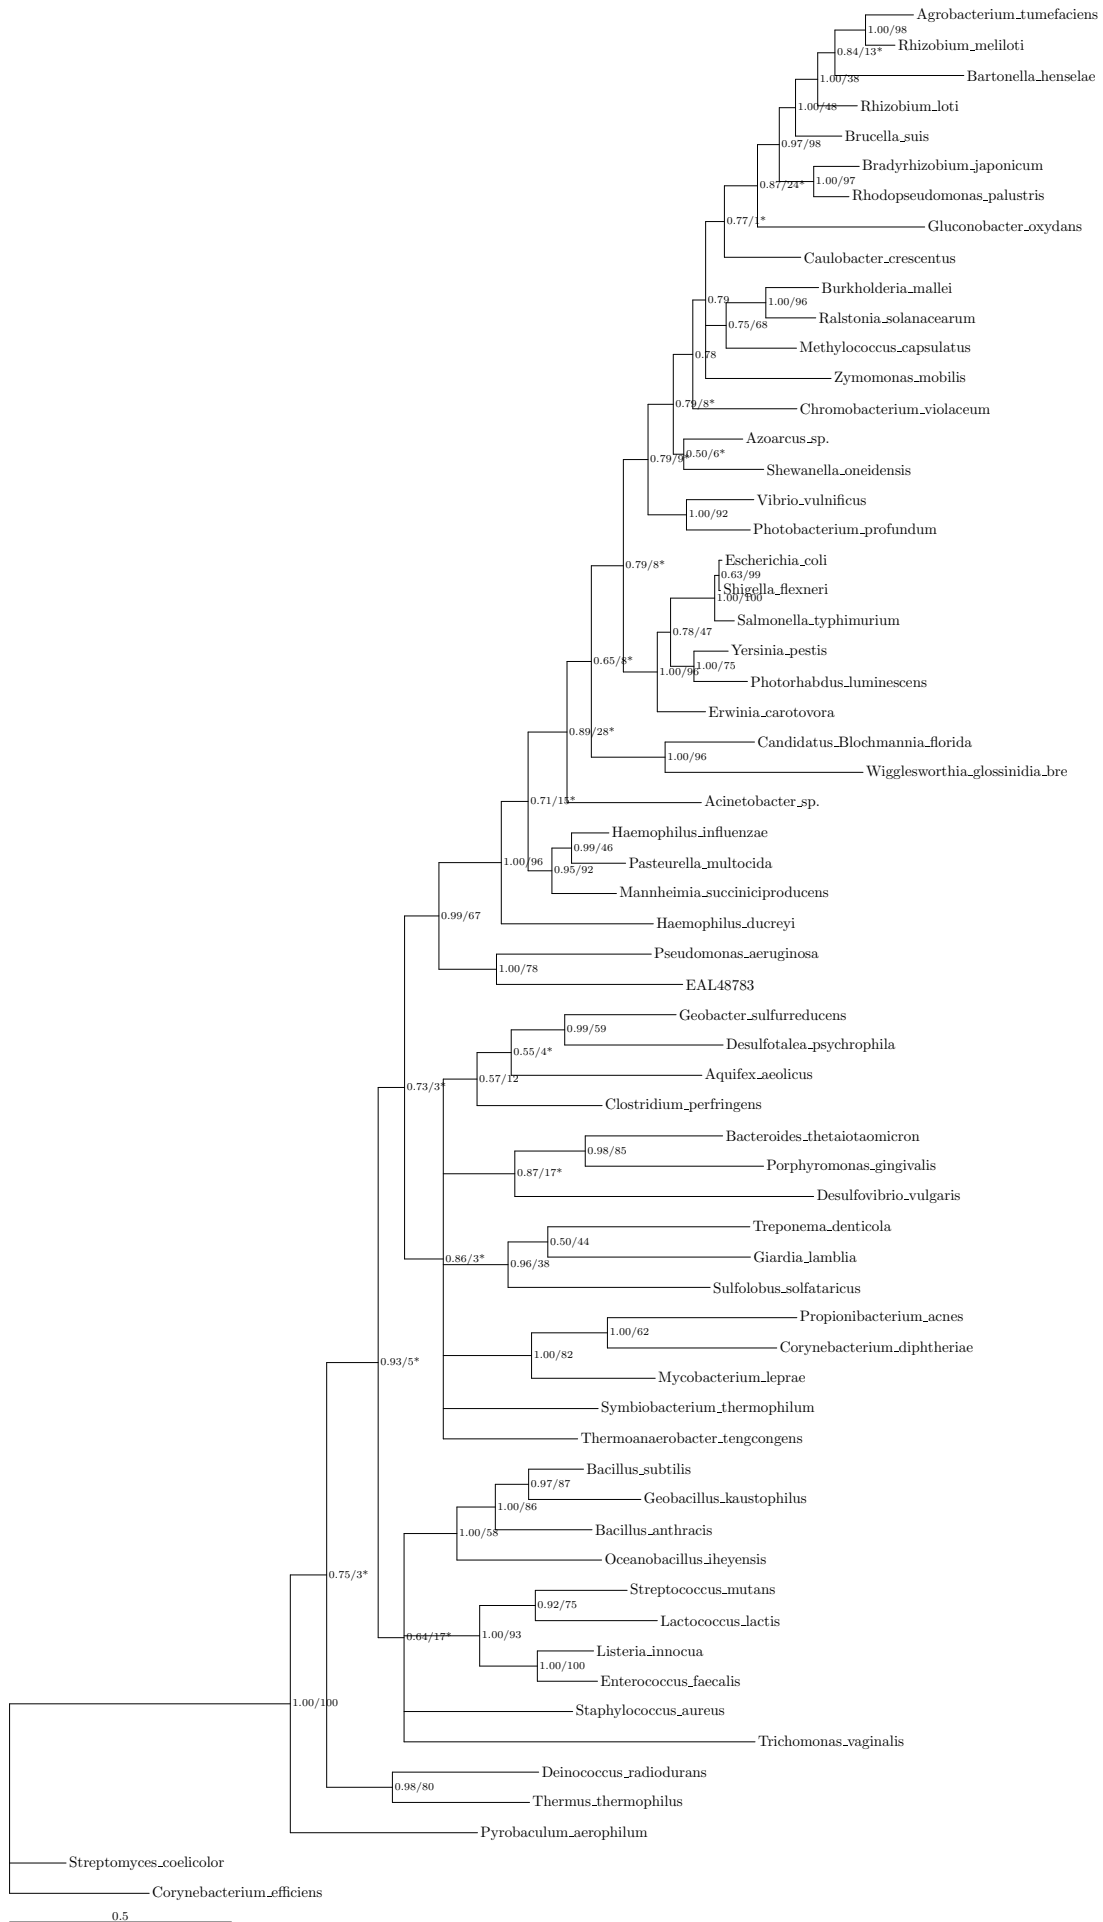 Agrobacterium_tumefaciens
1.00/98
Rhizobium_meliloti
0.84/13*
Bartonella_henselae
1.00/38
Rhizobium_loti
1.00/48
Brucella_suis
0.97/98
Bradyrhizobium_japonicum
1.00/97
0.87/24*
Rhodopseudomonas_palustris
0.77/1*
Gluconobacter_oxydans
Caulobacter_crescentus
Burkholderia_mallei
0.79
1.00/96
Ralstonia_solanacearum
0.75/68
Methylococcus_capsulatus
0.78
Zymomonas_mobilis
0.79/8*
Chromobacterium_violaceum
Azoarcus_sp.
0.50/6*
0.79/9*
Shewanella_oneidensis
Vibrio_vulnificus
1.00/92
Photobacterium_profundum
Escherichia_coli
0.79/8*
0.63/99
Shigella_flexneri
1.00/100
Salmonella_typhimurium
0.78/47
Yersinia_pestis
0.65/8*
1.00/75
1.00/96
Photorhabdus_luminescens
Erwinia_carotovora
0.89/28*
Candidatus_Blochmannia_florida
1.00/96
Wigglesworthia_glossinidia_bre
0.71/15*
Acinetobacter_sp.
Haemophilus_influenzae
0.99/46
1.00/96
Pasteurella_multocida
0.95/92
Mannheimia_succiniciproducens
0.99/67
Haemophilus_ducreyi
Pseudomonas_aeruginosa
1.00/78
EAL48783
Geobacter_sulfurreducens
0.99/59
Desulfotalea_psychrophila
0.55/4*
Aquifex_aeolicus
0.57/12
0.73/3*
Clostridium_perfringens
Bacteroides_thetaiotaomicron
0.98/85
Porphyromonas_gingivalis
0.87/17*
Desulfovibrio_vulgaris
Treponema_denticola
0.50/44
Giardia_lamblia
0.86/3*
0.96/38
Sulfolobus_solfataricus
Propionibacterium_acnes
1.00/62
Corynebacterium_diphtheriae
1.00/82
0.93/5*
Mycobacterium_leprae
Symbiobacterium_thermophilum
Thermoanaerobacter_tengcongens
Bacillus_subtilis
0.97/87
Geobacillus_kaustophilus
1.00/86
Bacillus_anthracis
1.00/58
Oceanobacillus_iheyensis
0.75/3*
Streptococcus_mutans
0.92/75
Lactococcus_lactis
0.64/17*
1.00/93
Listeria_innocua
1.00/100
Enterococcus_faecalis
1.00/100
Staphylococcus_aureus
Trichomonas_vaginalis
Deinococcus_radiodurans
0.98/80
Thermus_thermophilus
Pyrobaculum_aerophilum
Streptomyces_coelicolor
Corynebacterium_efficiens
0.5